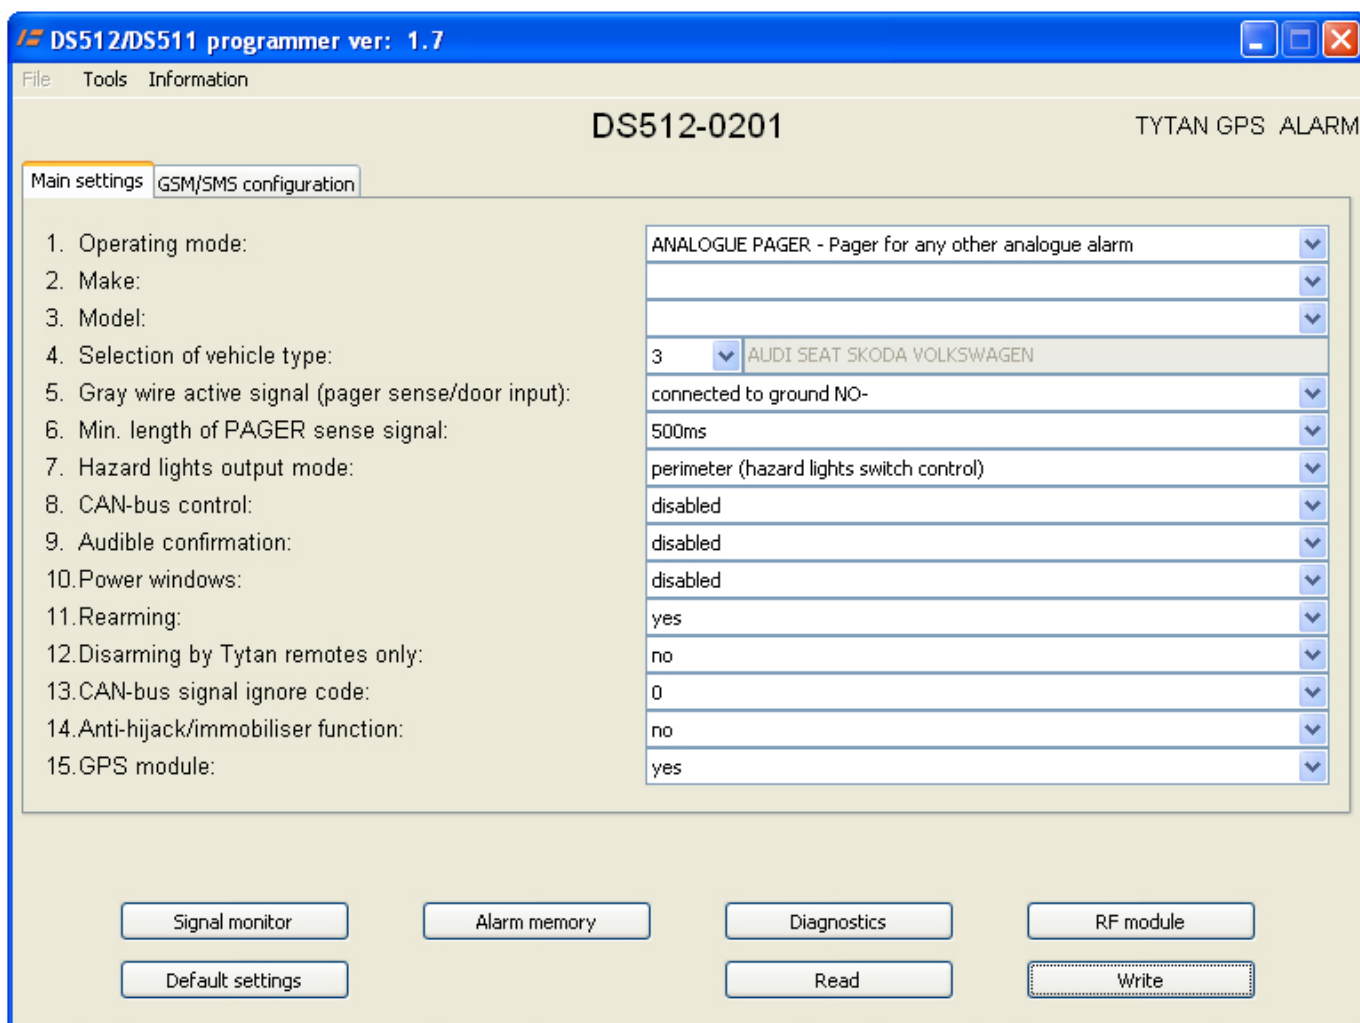 DS512/DS511 programmer ver: 1.7
File Tools Information
DS512-0201 TYTAN GPS ALARM
Main settings GSM/SMS configuration
1. Operating mode: ANALOGUE PAGER - Pager for any other analogue alarm
2. Make:
3. Model:
4. Selection of vehicle type: 3 AUDI SEAT SKODA VOLKSWAGEN
5. Gray wire active signal (pager sense/door input): connected to ground NO-
6. Min. length of PAGER sense signal: 500ms
7. Hazard lights output mode: perimeter (hazard lights switch control)
8. CAN-bus control: disabled
9. Audible confirmation: disabled
10.Power windows: disabled
11.Rearming: yes
12.Disarming by Tytan remotes only: no
13.CAN-bus signal ignore code: 0
14.Anti-hijack/immobiliser function: no
15.GPS module: yes
Signal monitor Alarm memory Diagnostics RF module
Default settings Read Write